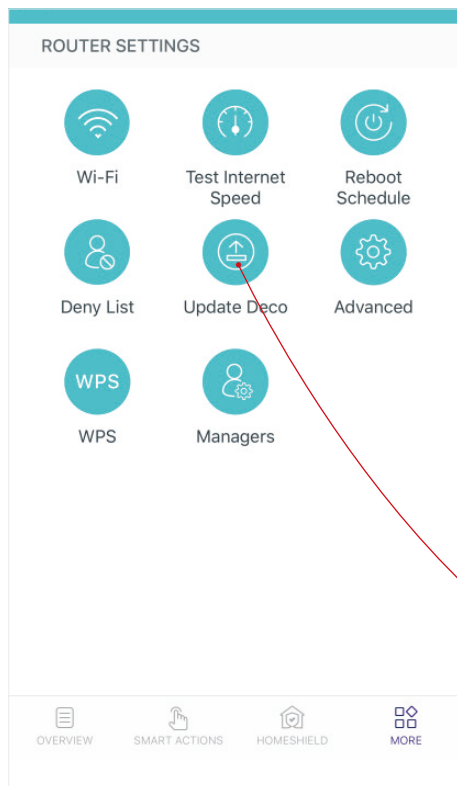 ROUTER SETTINGS
Wi-Fi
Test Internet
Speed
Reboot
Schedule
Deny List
Update Deco
Advanced
WPS
WPS
Managers
OVERVIEW
SMART ACTIONS
HOMESHIELD
MORE